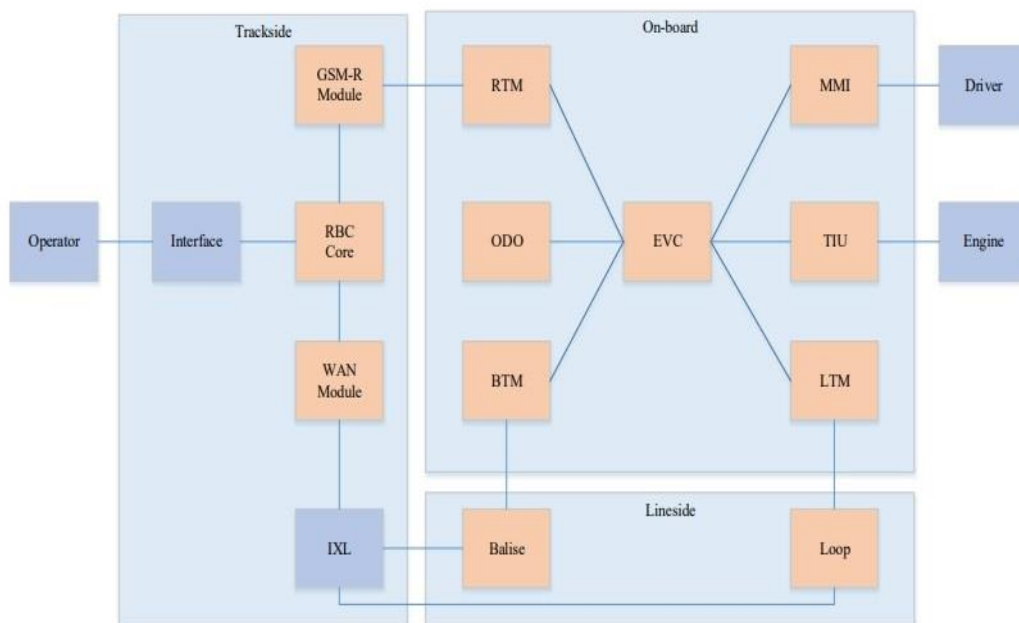 Trackside
On-board
GSM-R
Module
RTM
MMI
Driver
Operator
Interface
RBC
Core
ODO
EVC
TIU
Engine
WAN
Module
BTM
LTM
Lineside
IXL
Balise
Loop